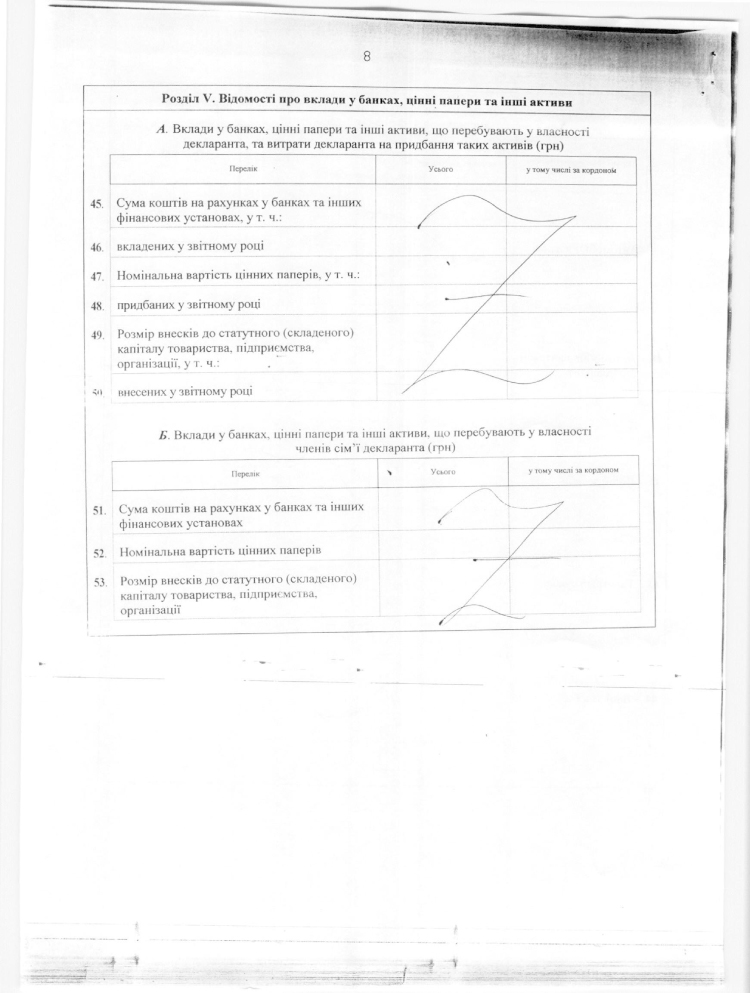 8
Розділ V. Відомості про вклади у банках, цінні папери та інші активи
А. Вклади у банках, цінні папери та інші активи, що перебувають у власності
декларанта, та витрати декларанта на придбання таких активів (грн)
Перелік Усього у тому числі за кордоном
45. Сума коштів на рахунках у банках та інших
фінансових установах, у т. ч.:
46. вкладених у звітному році
47. Номінальна вартість цінних паперів, у т. ч.:
48. придбаних у звітному році
49. Розмір внесків до статутного (складеного)
капіталу товариства, підприємства,
організації, у т. ч.:
50. внесених у звітному році
Б. Вклади у банках, цінні папери та інші активи, що перебувають у власності
членів сім’ї декларанта (грн)
Перелік Усього у тому числі за кордоном
51. Сума коштів на рахунках у банках та інших
фінансових установах
52. Номінальна вартість цінних паперів
53. Розмір внесків до статутного (складеного)
капіталу товариства, підприємства,
організації